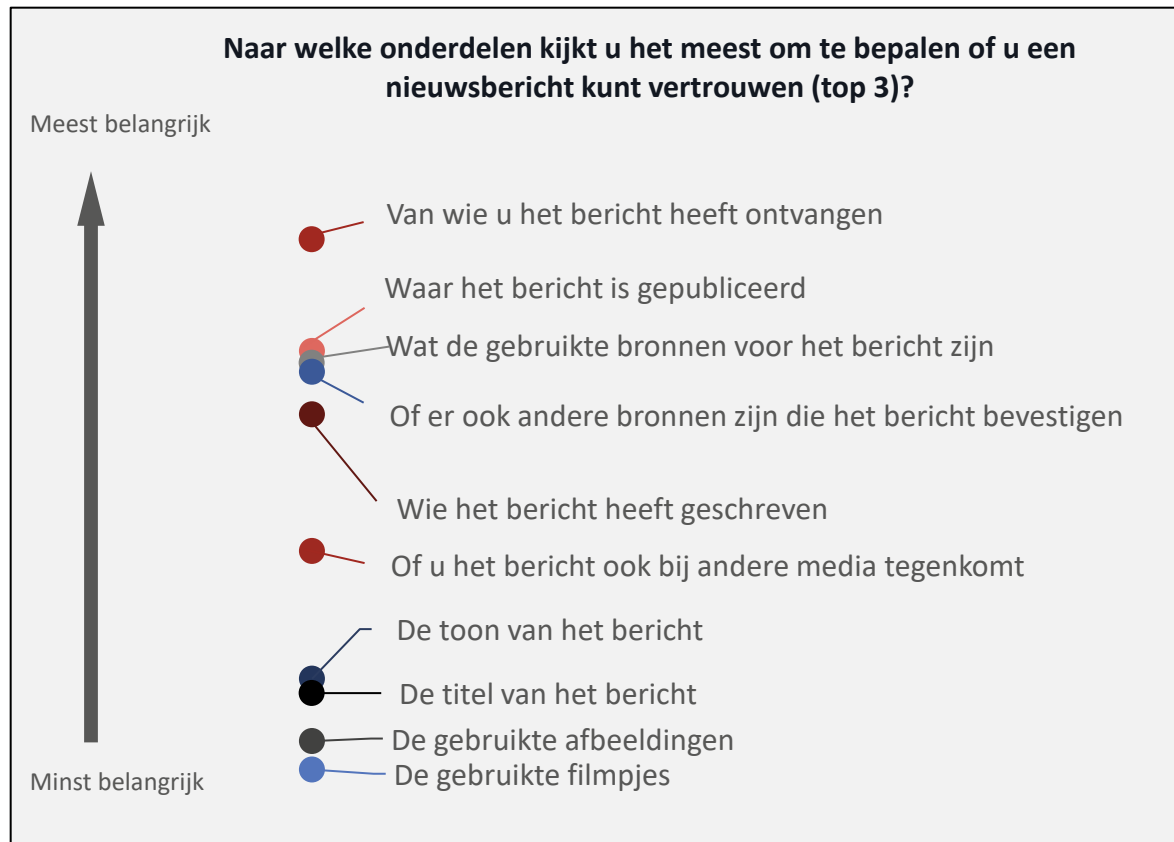 Naar welke onderdelen kijkt u het meest om te bepalen of u een
nieuwsbericht kunt vertrouwen (top 3)?
Meest belangrijk
Van wie u het bericht heeft ontvangen
Waar het bericht is gepubliceerd
Wat de gebruikte bronnen voor het bericht zijn
Of er ook andere bronnen zijn die het bericht bevestigen
Wie het bericht heeft geschreven
Of u het bericht ook bij andere media tegenkomt
De toon van het bericht
De titel van het bericht
De gebruikte afbeeldingen
De gebruikte filmpjes
Minst belangrijk